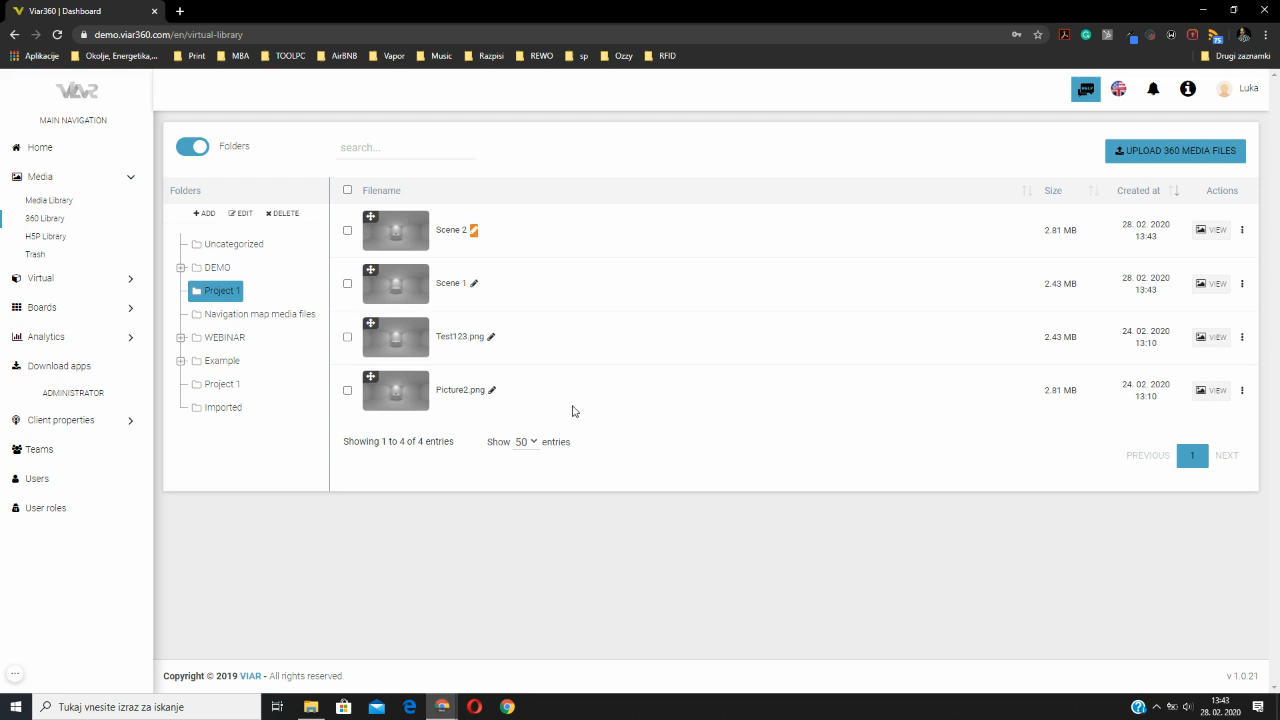 Viar360 | Dashboard
demo.viar360.com/en/virtual-library
75
Aplikacije
Okolje, Energetika,...
Print
MBA
TOOLPC
AirBNB
Vapor
Music
Razpisi
REWO
sp
Ozzy
RFID
Drugi zaznamki
VIAR
HELP
Luka
MAIN NAVIGATION
Home
Media
Media Library
360 Library
H5P Library
Trash
Virtual
Boards
Analytics
Download apps
ADMINISTRATOR
Client properties
Teams
Users
User roles
Folders
search...
UPLOAD 360 MEDIA FILES
Folders
ADD EDIT DELETE
Uncategorized
DEMO
Project 1
Navigation map media files
WEBINAR
Example
Project 1
Imported
Filename Size Created at Actions
Scene 2 2.81 MB 28. 02. 2020 VIEW
13:43
Scene 1 2.43 MB 28. 02. 2020 VIEW
13:43
Test123.png 2.43 MB 24. 02. 2020 VIEW
13:10
Picture2.png 2.81 MB 24. 02. 2020 VIEW
13:10
Showing 1 to 4 of 4 entries Show 50 entries
PREVIOUS 1 NEXT
Copyright © 2019 VIAR - All rights reserved.
v 1.0.21
Tukaj vnesite izraz za iskanje
13:43
28. 02. 2020